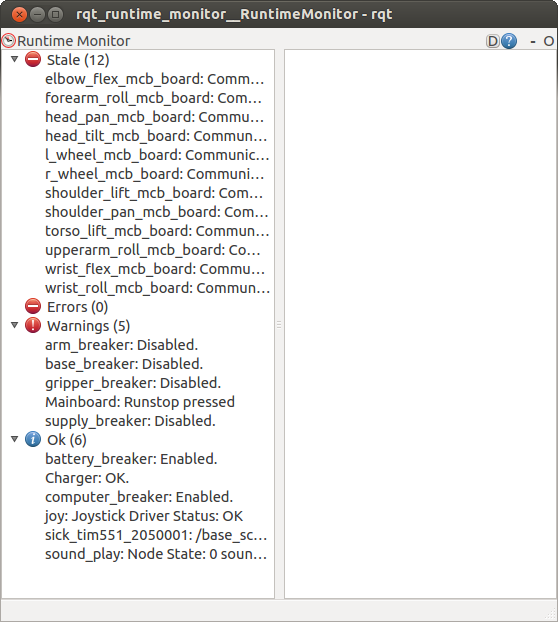 rqt_runtime_monitor__RuntimeMonitor - rqt
Runtime Monitor D ? - O
Stale (12)
elbow_flex_mcb_board: Comm...
forearm_roll_mcb_board: Com...
head_pan_mcb_board: Commu...
head_tilt_mcb_board: Commun...
l_wheel_mcb_board: Communic...
r_wheel_mcb_board: Communi...
shoulder_lift_mcb_board: Com...
shoulder_pan_mcb_board: Com...
torso_lift_mcb_board: Commun...
upperarm_roll_mcb_board: Co...
wrist_flex_mcb_board: Commu...
wrist_roll_mcb_board: Commun...
Errors (0)
Warnings (5)
arm_breaker: Disabled.
base_breaker: Disabled.
gripper_breaker: Disabled.
Mainboard: Runstop pressed
supply_breaker: Disabled.
Ok (6)
battery_breaker: Enabled.
Charger: OK.
computer_breaker: Enabled.
joy: Joystick Driver Status: OK
sick_tim551_2050001: /base_sc...
sound_play: Node State: 0 soun...